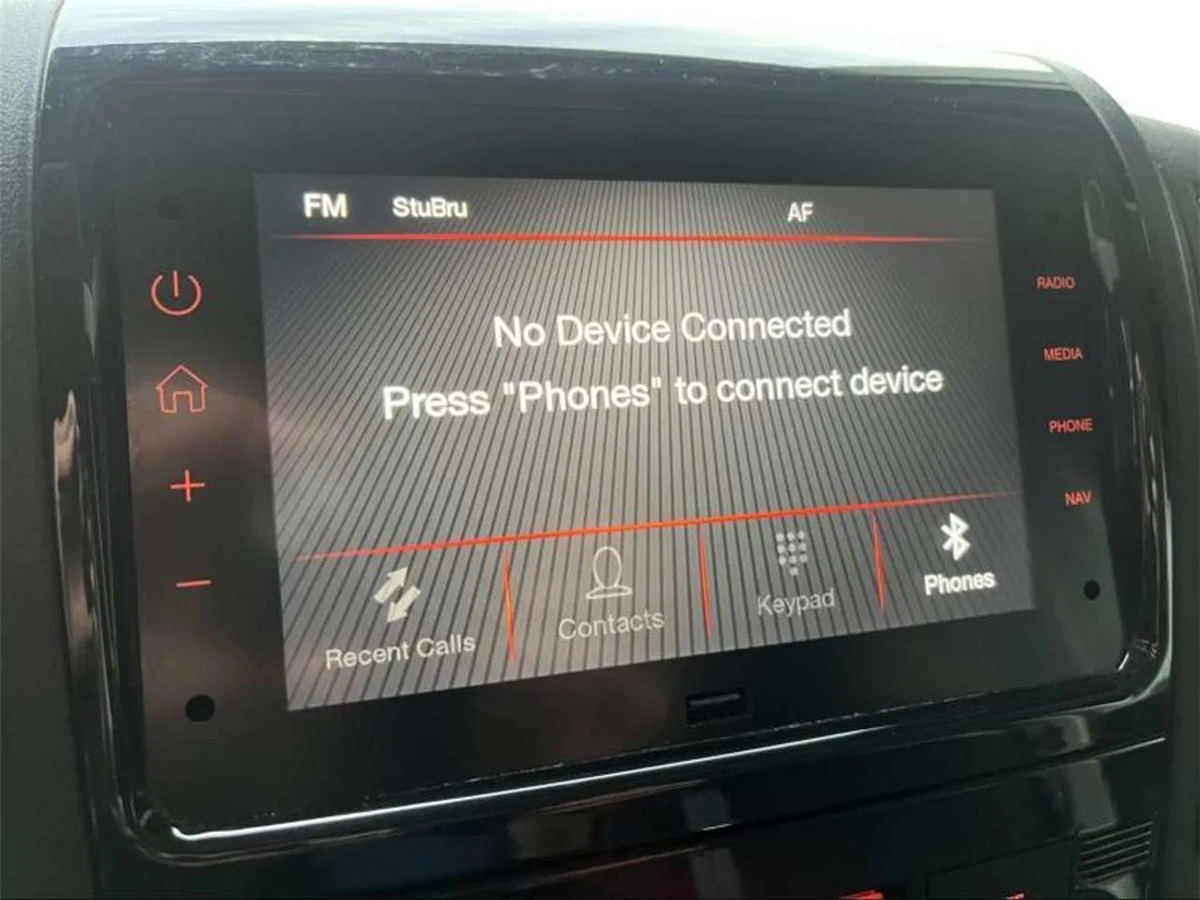 FM StuBru AF
RADIO
No Device Connected
MEDIA
Press "Phones" to connect device
PHONE
NAV
Recent Calls Contacts Keypad Phones